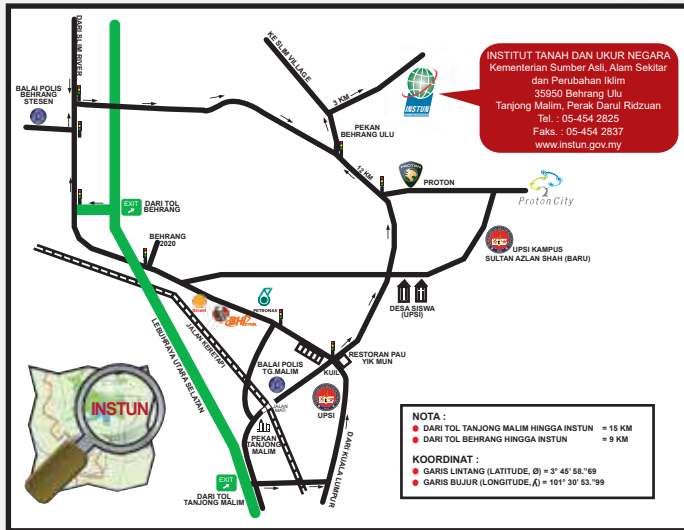 DARI SLIM RIVER
BALAI POLIS
BEHRANG
STESEN
KE SLIM VILLAGE
3 KM
INSTUN
INSTITUT TANAH DAN UKUR NEGARA
Kementerian Sumber Asli, Alam Sekitar
dan Perubahan Iklim
35950 Behrang Ulu
Tanjong Malim, Perak Darul Ridzuan
Tel. : 05-454 2825
Faks. : 05-454 2837
www.instun.gov.my
PEKAN
BEHRANG ULU
12 KM
PROTON
PROTON
Proton City
EXIT
DARI TOL
BEHRANG
BEHRANG
2020
UPSI KAMPUS
SULTAN AZLAN SHAH (BARU)
DESA SISWA
(UPSI)
Shell
BHPetrol
PETRONAS
JALAN KERETAPI
LEBUHRAYA UTARA SELATAN
RESTORAN PAU
YIK MUN
KUIL
BALAI POLIS
TG.MALIM
UPSI
JALAN
MATI
PEKAN
TANJONG
MALIM
DARI KUALA LUMPUR
EXIT
DARI TOL
TANJONG MALIM
INSTUN
NOTA :
DARI TOL TANJONG MALIM HINGGA INSTUN = 15 KM
DARI TOL BEHRANG HINGGA INSTUN = 9 KM
KOORDINAT :
GARIS LINTANG (LATITUDE, Ø) = 3° 45' 58."69
GARIS BUJUR (LONGITUDE, ʎ) = 101° 30' 53."99